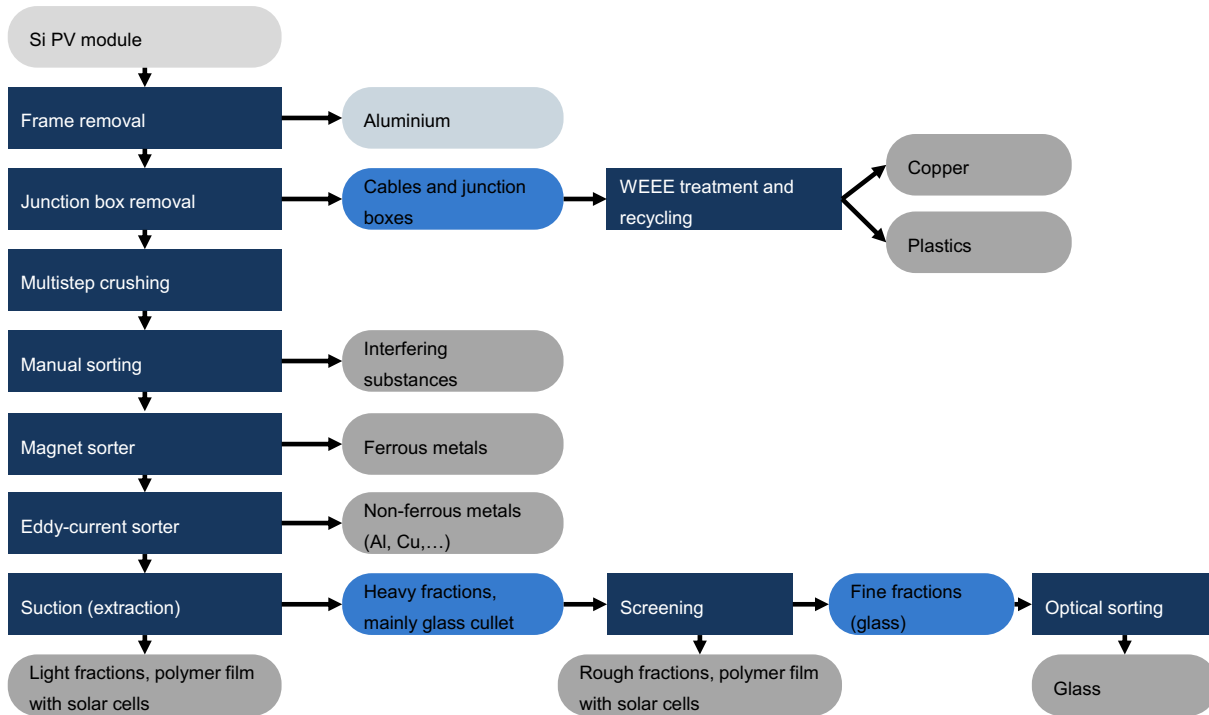 Si PV module
Frame removal
Aluminium
Junction box removal
Cables and junction
boxes
WEEE treatment and
recycling
Copper
Plastics
Multistep crushing
Manual sorting
Interfering
substances
Magnet sorter
Ferrous metals
Eddy-current sorter
Non-ferrous metals
(Al, Cu,…)
Suction (extraction)
Heavy fractions,
mainly glass cullet
Screening
Fine fractions
(glass)
Optical sorting
Light fractions, polymer film
with solar cells
Rough fractions, polymer film
with solar cells
Glass